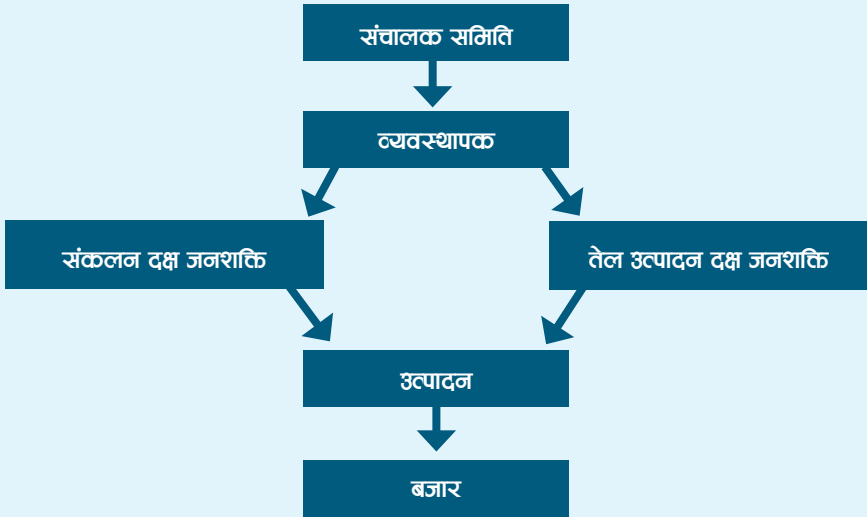 संचालक समिति
व्यवस्थापक
संकलन दक्ष जनशक्ति
तेल उत्पादन दक्ष जनशक्ति
उत्पादन
बजार